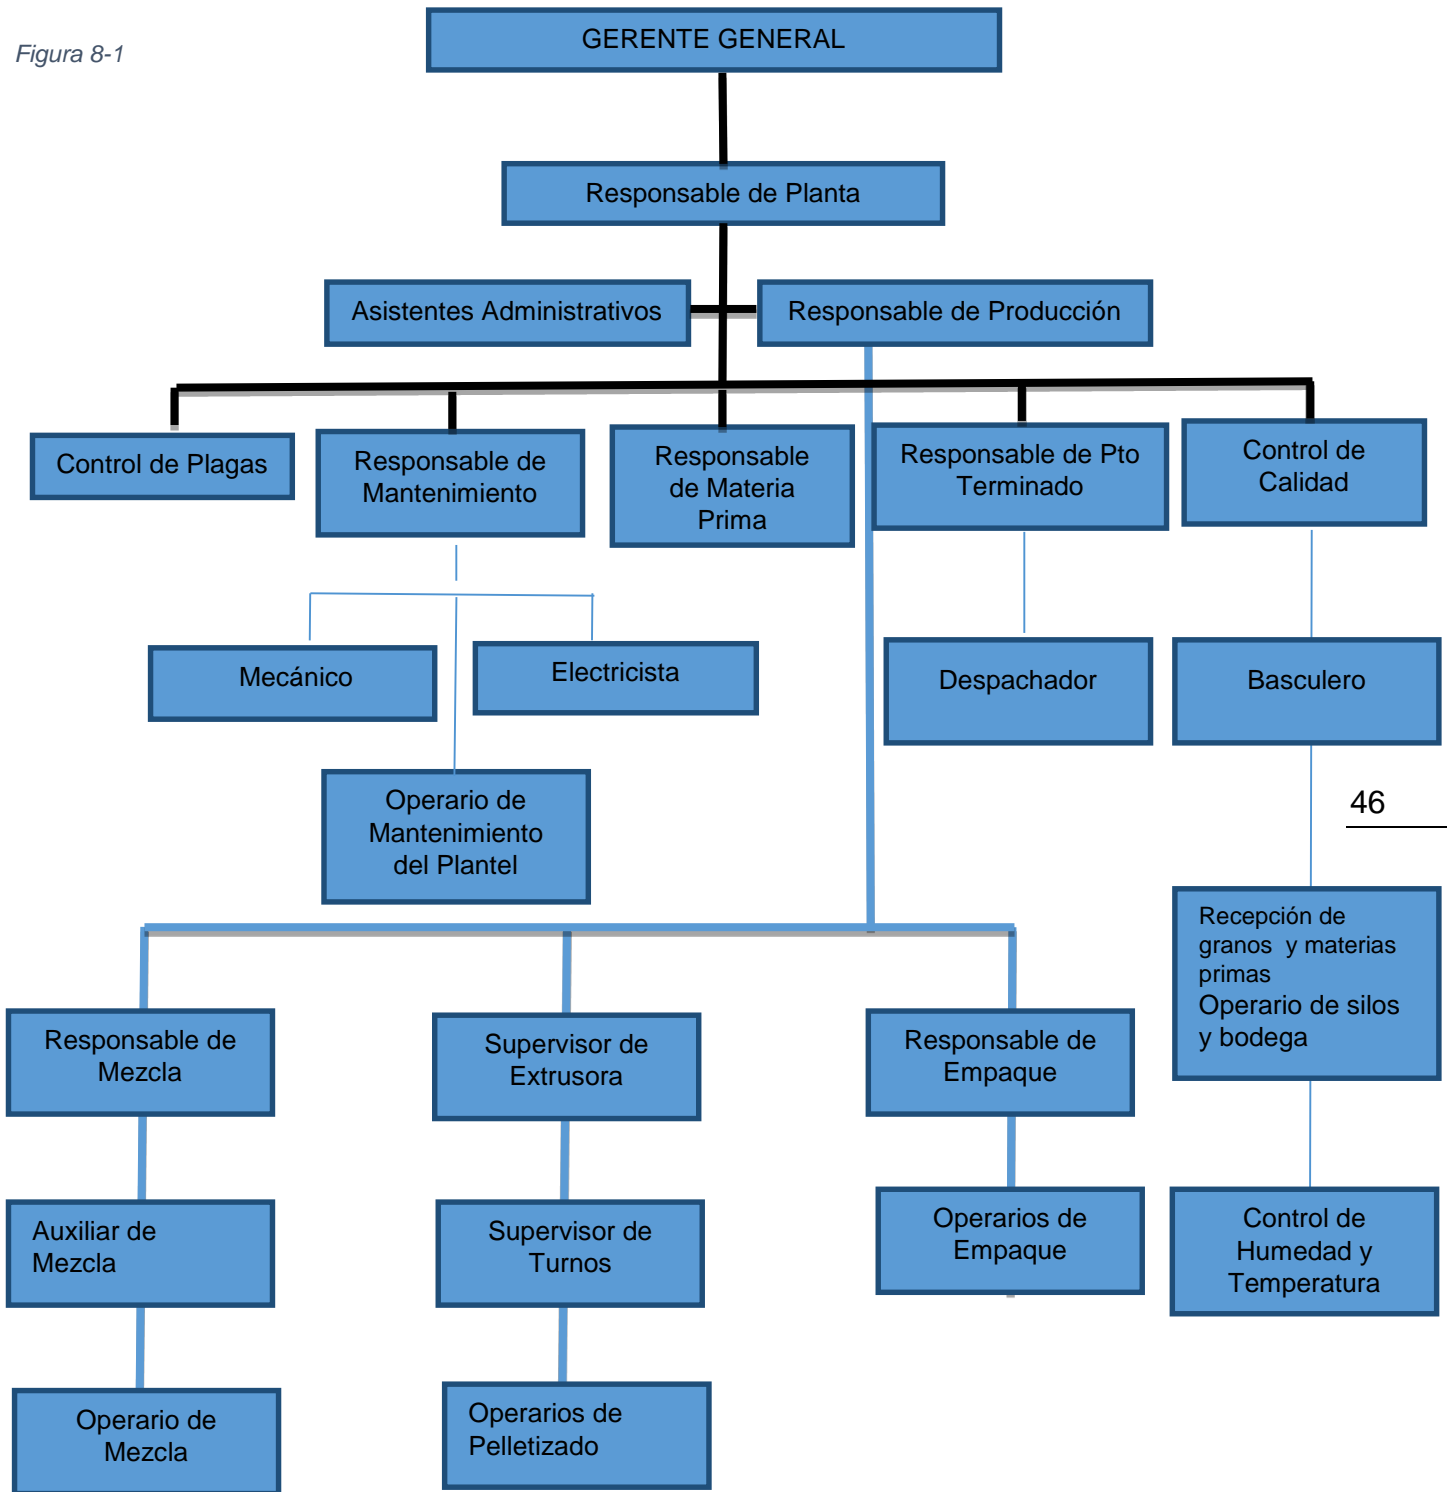 Figura 8-1
GERENTE GENERAL
Responsable de Planta
Asistentes Administrativos
Responsable de Producción
Control de Plagas
Responsable de
Mantenimiento
Responsable
de Materia
Prima
Responsable de Pto
Terminado
Control de
Calidad
Mecánico
Electricista
Despachador
Basculero
Operario de
Mantenimiento
del Plantel
46
Recepción de
granos y materias
primas
Operario de silos
y bodega
Responsable de
Mezcla
Supervisor de
Extrusora
Responsable de
Empaque
Auxiliar de
Mezcla
Supervisor de
Turnos
Operarios de
Empaque
Control de
Humedad y
Temperatura
Operario de
Mezcla
Operarios de
Pelletizado